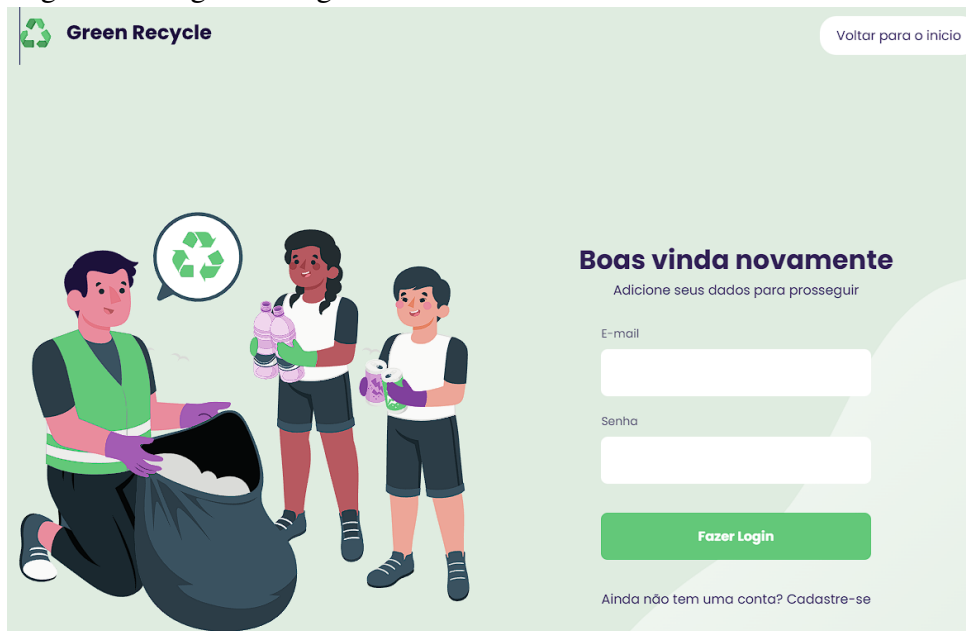 Green Recycle
Voltar para o inicio
Boas vinda novamente
Adicione seus dados para prosseguir
E-mail
Senha
Fazer Login
Ainda não tem uma conta? Cadastre-se